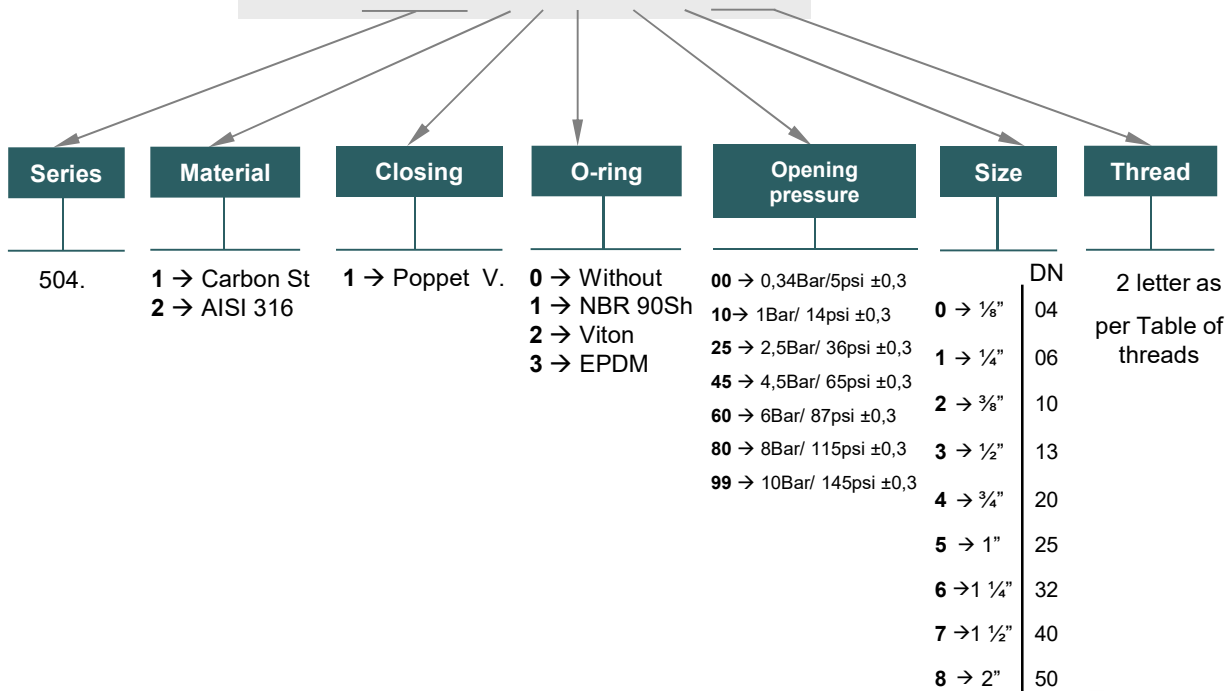 Series
Material
Closing
O-ring
Opening
pressure
Size
Thread
504.
1 → Carbon St
2 → AISI 316
1 → Poppet V.
0 → Without
1 → NBR 90Sh
2 → Viton
3 → EPDM
00 → 0,34Bar/5psi ±0,3
10→ 1Bar/ 14psi ±0,3
25 → 2,5Bar/ 36psi ±0,3
45 → 4,5Bar/ 65psi ±0,3
60 → 6Bar/ 87psi ±0,3
80 → 8Bar/ 115psi ±0,3
99 → 10Bar/ 145psi ±0,3
DN
0 → ⅛” 04
1 → ¼” 06
2 → ⅜” 10
3 → ½” 13
4 → ¾” 20
5 → 1” 25
6 →1 ¼” 32
7 →1 ½” 40
8 → 2” 50
2 letter as
per Table of
threads